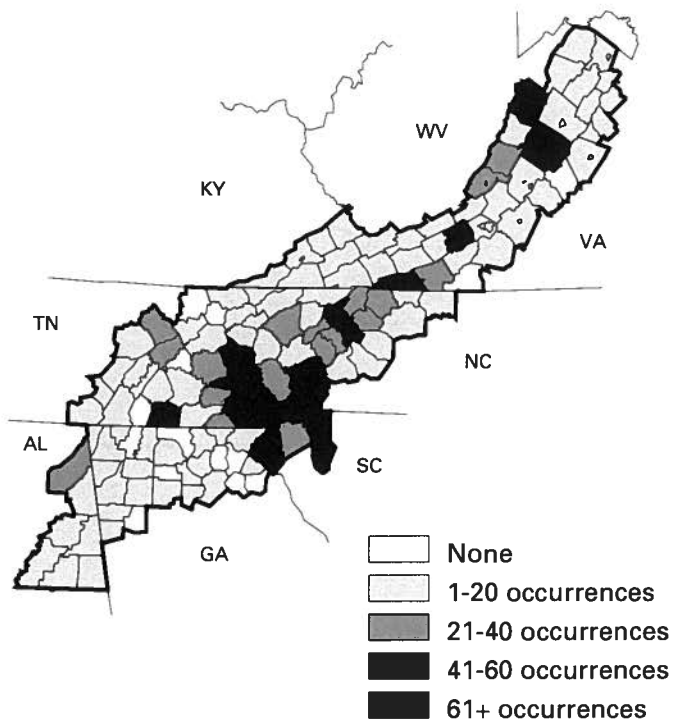 WV
KY
VA
TN
NC
AL
SC
GA
None
1-20 occurrences
21-40 occurrences
41-60 occurrences
61+ occurrences